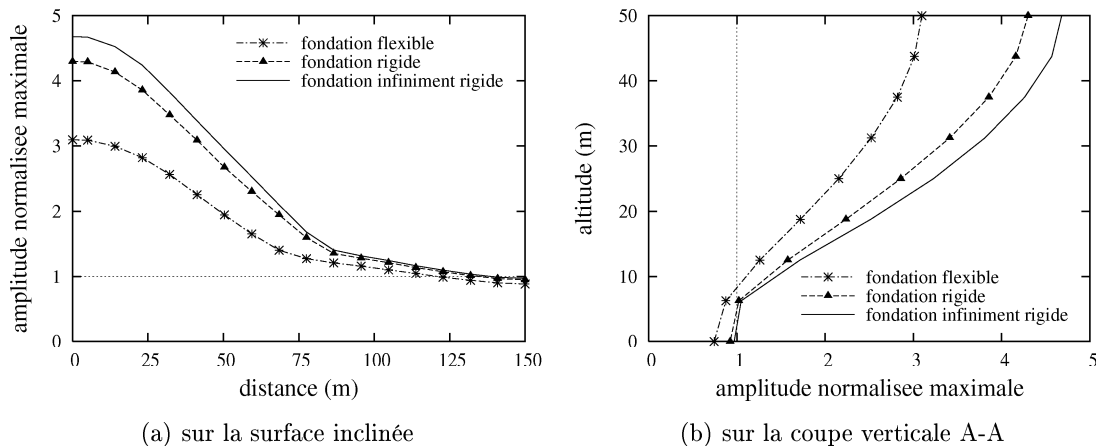 amplitude normalisee maximale
5
4
3
2
1
0
fondation flexible
fondation rigide
fondation infiniment rigide
0 25 50 75 100 125 150
distance (m)
(a) sur la surface inclinée
altitude (m)
50
40
30
20
10
0
fondation flexible
fondation rigide
fondation infiniment rigide
0 1 2 3 4 5
amplitude normalisee maximale
(b) sur la coupe verticale A-A